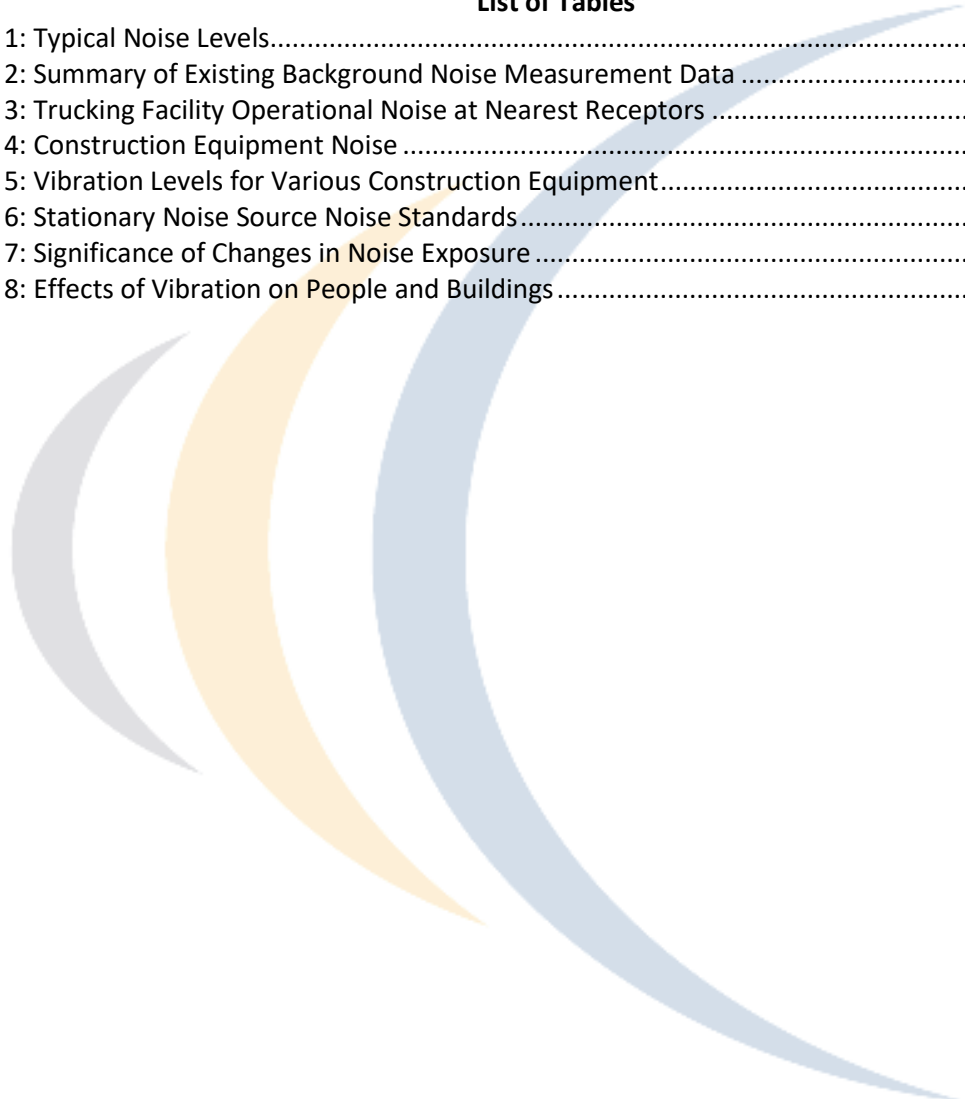 List of Tables
1: Typical Noise Levels................................................................................................
2: Summary of Existing Background Noise Measurement Data ...............................
3: Trucking Facility Operational Noise at Nearest Receptors ...................................
4: Construction Equipment Noise ..............................................................................
5: Vibration Levels for Various Construction Equipment...........................................
6: Stationary Noise Source Noise Standards..............................................................
7: Significance of Changes in Noise Exposure ............................................................
8: Effects of Vibration on People and Buildings.........................................................